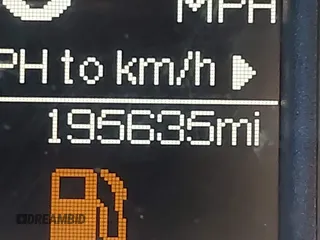 MPH
PH to km/h
195635mi
DREAMBID